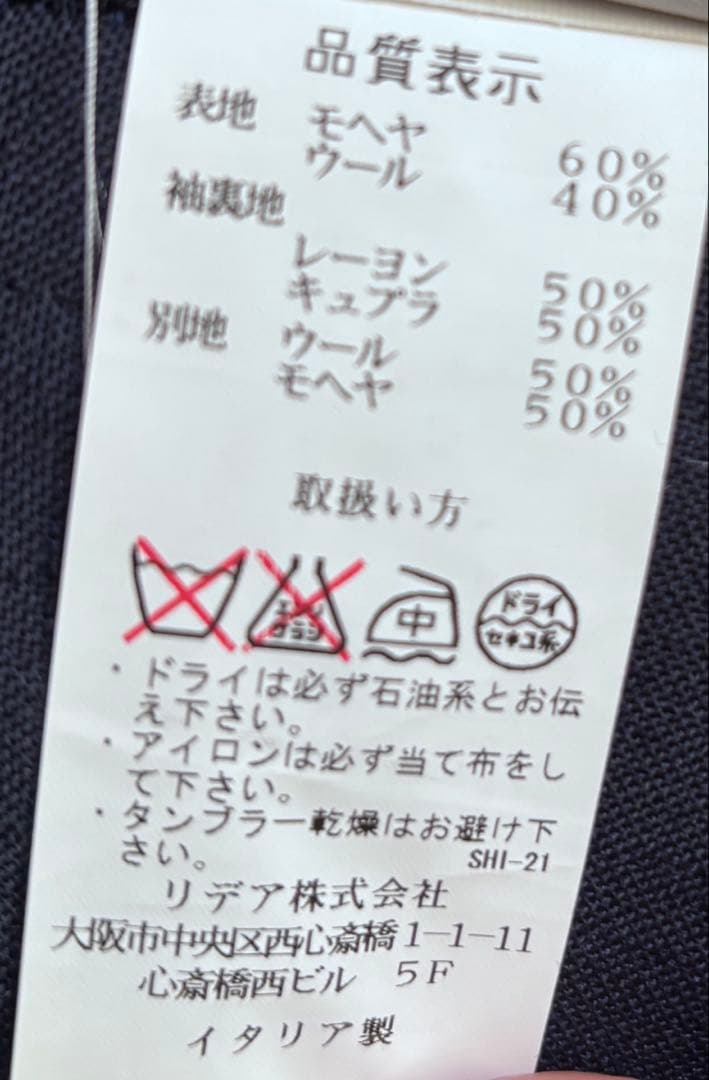 品質表示
表地 モヘヤ 60%
ウール 40%
袖裏地
レーヨン 50%
キュプラ 50%
別地 ウール 50%
モヘヤ 50%
取扱い方
エンソ
サラシ
中
ドライ
セキユ系
・ドライは必ず石油系とお伝
え下さい。
・アイロンは必ず当て布をし
て下さい。
・タンブラー乾燥はお避け下
さい。 SHI-21
リデア株式会社
大阪市中央区西心斎橋1-1-11
心斎橋西ビル 5F
イタリア製